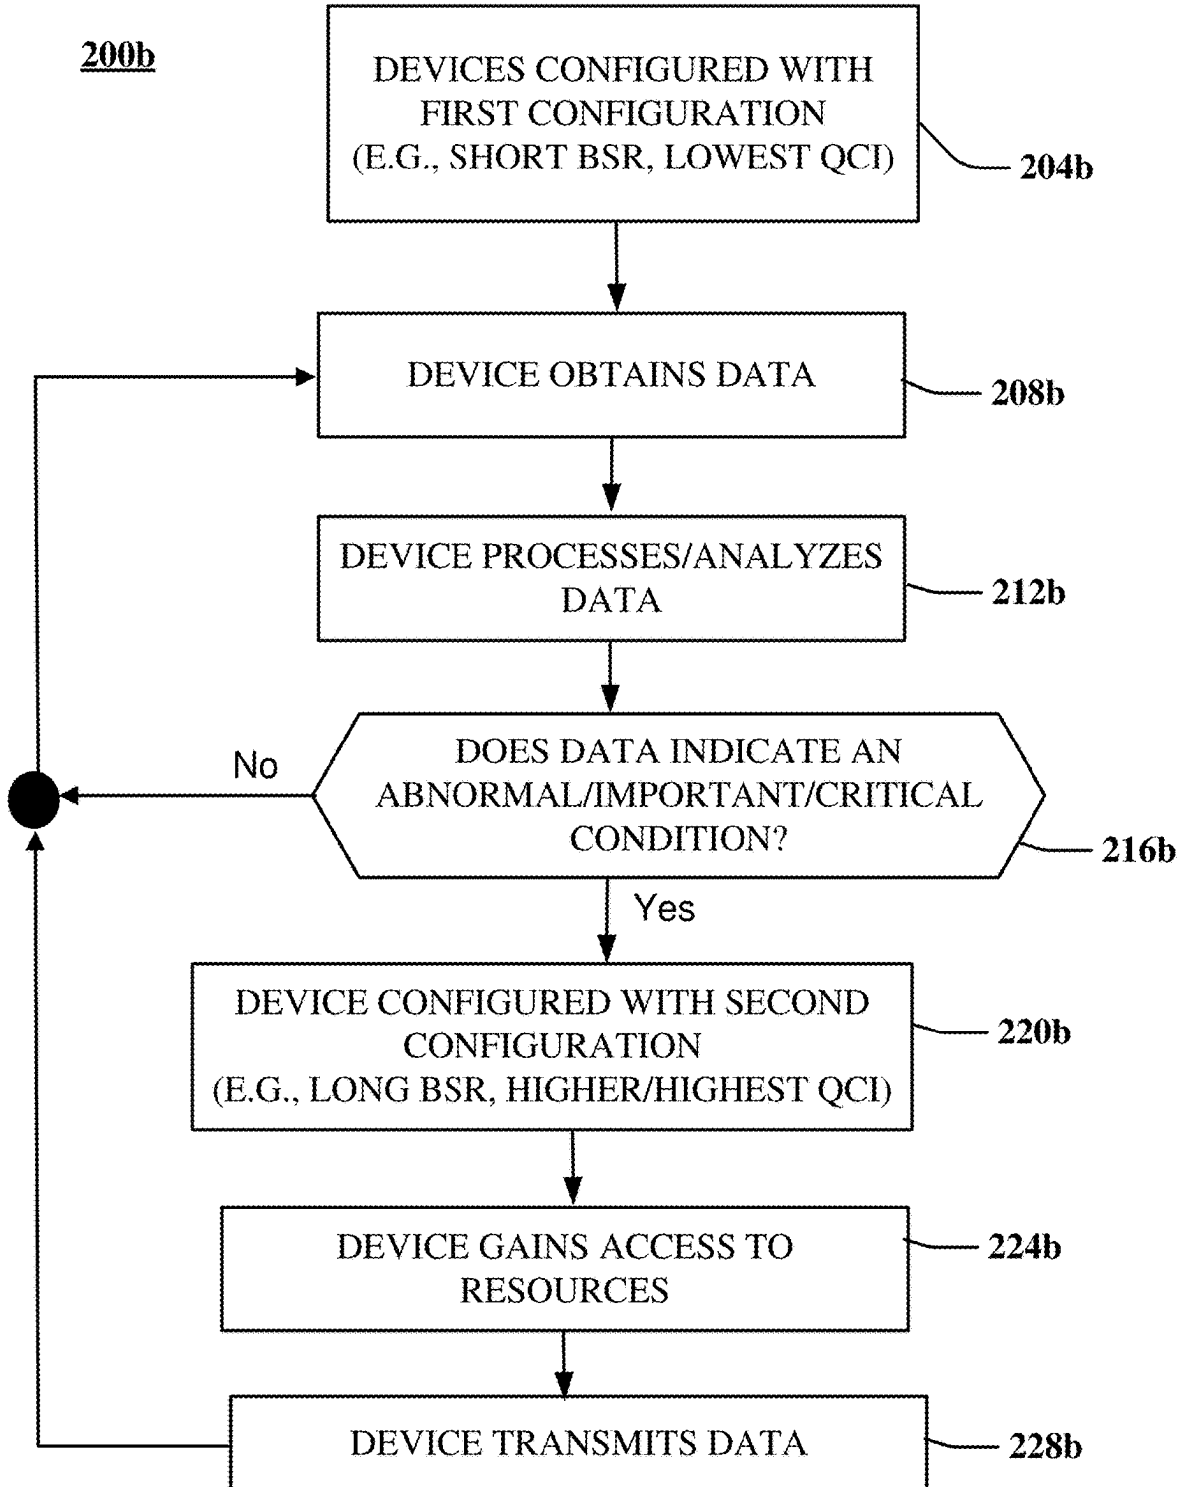 200b
DEVICES CONFIGURED WITH
FIRST CONFIGURATION
(E.G., SHORT BSR, LOWEST QCI)
204b
DEVICE OBTAINS DATA
208b
DEVICE PROCESSES/ANALYZES
DATA
212b
DOES DATA INDICATE AN
ABNORMAL/IMPORTANT/CRITICAL
CONDITION?
216b
No
Yes
DEVICE CONFIGURED WITH SECOND
CONFIGURATION
(E.G., LONG BSR, HIGHER/HIGHEST QCI)
220b
DEVICE GAINS ACCESS TO
RESOURCES
224b
DEVICE TRANSMITS DATA
228b